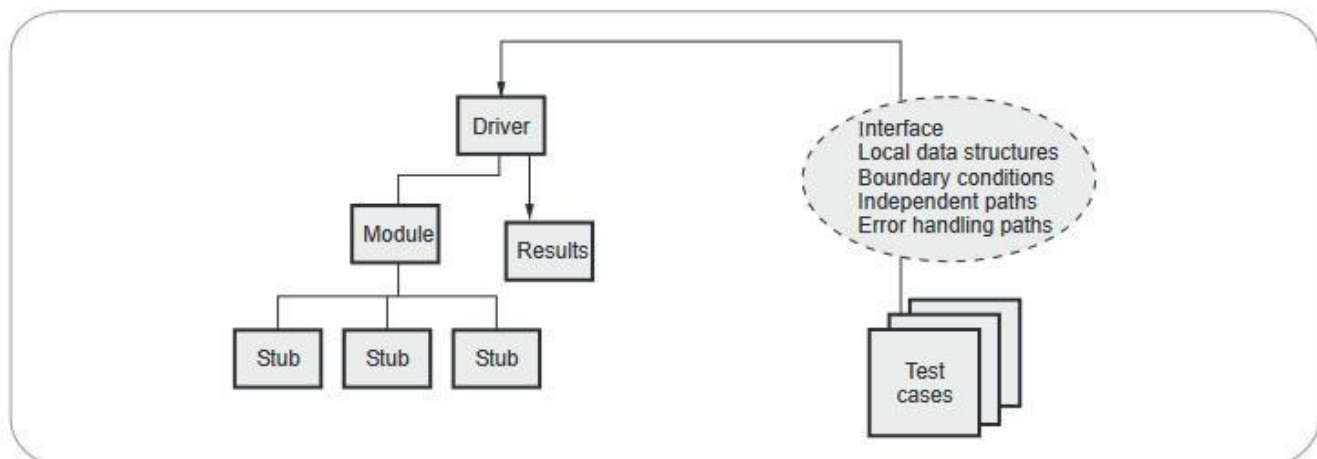 Driver
Interface
Local data structures
Boundary conditions
Independent paths
Error handling paths
Module
Results
Stub
Stub
Stub
Test
cases